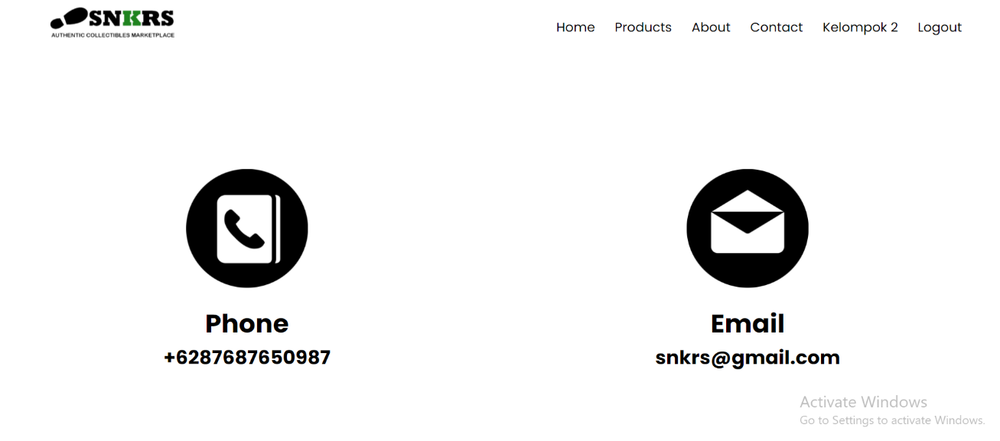 SNKRS
AUTHENTIC COLLECTIBLES MARKETPLACE
Home Products About Contact Kelompok 2 Logout
Phone
+6287687650987
Email
snkrs@gmail.com
Activate Windows
Go to Settings to activate Windows.